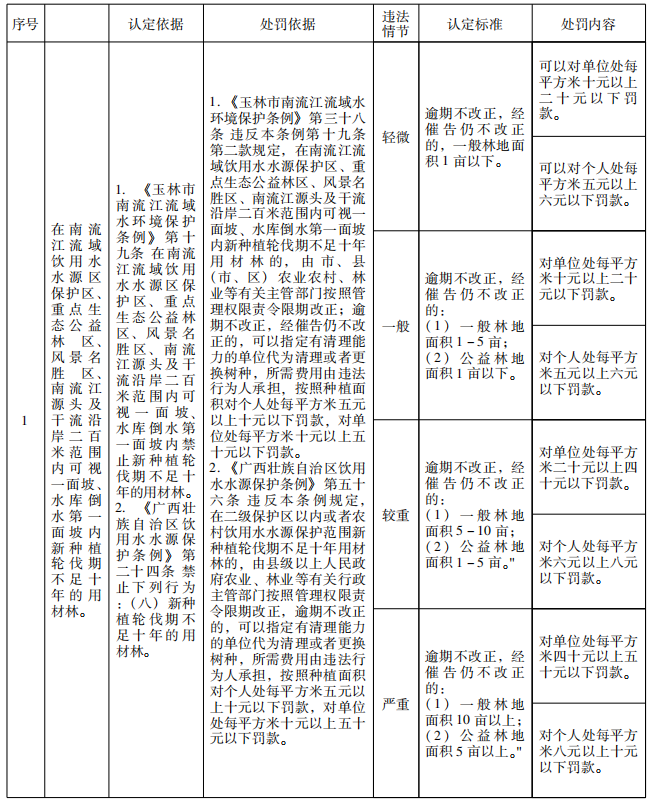 序号
认定依据
处罚依据
违法
情节
认定标准
处罚内容
1
在南流
江流域
饮用水
水源区
保护区、
重点生
态公益
林区、
风景名
胜区、
南流江
源头及
干流沿
岸二百
米范围
内可视
一面坡、
水库倒
水第一
面坡内
新种植
轮伐期
不足十
年的用
材林。
1. 《玉林市
南流江流域
水环境保护
条例》第十
九条 在南流
江流域饮用
水水源保护
区、重点生
态公益林
区、风景名
胜区、南流
江源头及干
流沿岸二百
米范围内可
视一面坡、
水库倒水第
一面坡内禁
止新种植轮
伐期不足十
年的用材林。
2. 《广西壮
族自治区饮
用水水源保
护条例》第
二十四条 禁
止下列行为
:(八) 新种
植轮伐期不
足十年的用
材林。
1. 《玉林市南流江流域水
环境保护条例》第三十八
条 违反本条例第十九条
第二款规定，在南流江流
域饮用水水源保护区、重
点生态公益林区、风景名
胜区、南流江源头及干流
沿岸二百米范围内可视一
面坡、水库倒水第一面坡
内新种植轮伐期不足十年
用材林的，由市、县
(市、区) 农业农村、林
业等有关主管部门按照管
理权限责令限期改正；逾
期不改正，经催告仍不改
正的，可以指定有清理能
力的单位代为清理或者更
换树种，所需费用由违法
行为人承担，按照种植面
积对个人处每平方米五元
以上十元以下罚款，对单
位处每平方米十元以上五
十元以下罚款。
2. 《广西壮族自治区饮用
水水源保护条例》第五十
六条 违反本条例规定，
在二级保护区以内或者农
村饮用水水源保护范围新
种植轮伐期不足十年用材
林的，由县级以上人民政
府农业、林业等有关行政
主管部门按照管理权限责
令限期改正，逾期不改正
的，可以指定有清理能力
的单位代为清理或者更换
树种，所需费用由违法行
为人承担，按照种植面积
对个人处每平方米五元以
上十元以下罚款，对单位
处每平方米十元以上五十
元以下罚款。
轻微
逾期不改正，经
催告仍不改正
的，一般林地面
积 1 亩以下。
可以对单位处每
平方米十元以上
二十元以下罚
款。
可以对个人处每
平方米五元以上
六元以下罚款。
一般
逾期不改正，经
催告仍不改正
的：
(1) 一般林地
面积 1-5 亩；
(2) 公益林地
面积 1 亩以下。
对单位处每平方
米十元以上二十
元以下罚款。
对个人处每平方
米五元以上六元
以下罚款。
较重
逾期不改正，经
催告仍不改正
的：
(1) 一般林地
面积 5-10 亩；
(2) 公益林地
面积 1-5 亩。"
对单位处每平方
米二十元以上四
十元以下罚款。
对个人处每平方
米六元以上八元
以下罚款。
严重
逾期不改正，经
催告仍不改正
的：
(1) 一般林地
面积 10 亩以上；
(2) 公益林地
面积 5 亩以上。"
对单位处每平方
米四十元以上五
十元以下罚款。
对个人处每平方
米八元以上十元
以下罚款。